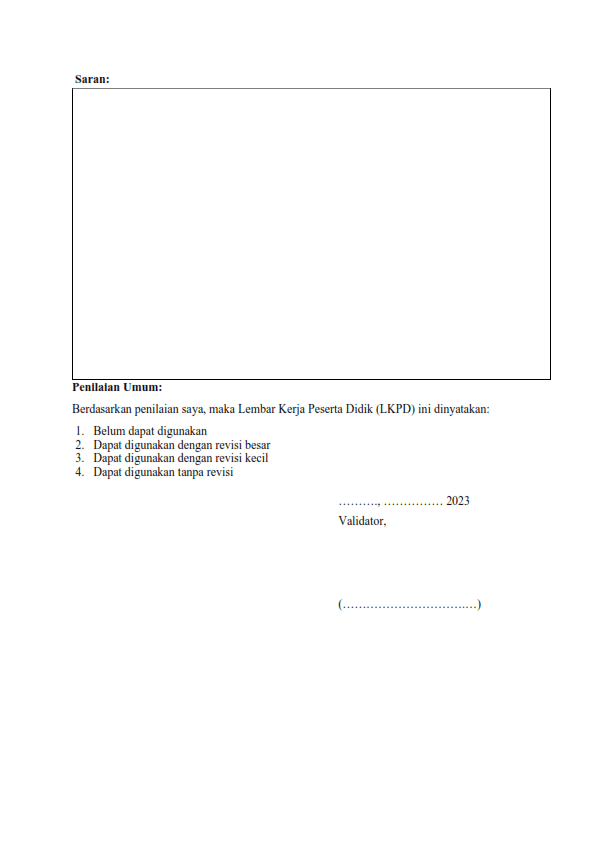 Saran:
Penilaian Umum:
Berdasarkan penilaian saya, maka Lembar Kerja Peserta Didik (LKPD) ini dinyatakan:
1. Belum dapat digunakan
2. Dapat digunakan dengan revisi besar
3. Dapat digunakan dengan revisi kecil
4. Dapat digunakan tanpa revisi
………., …………… 2023
Validator,
(……………………………)